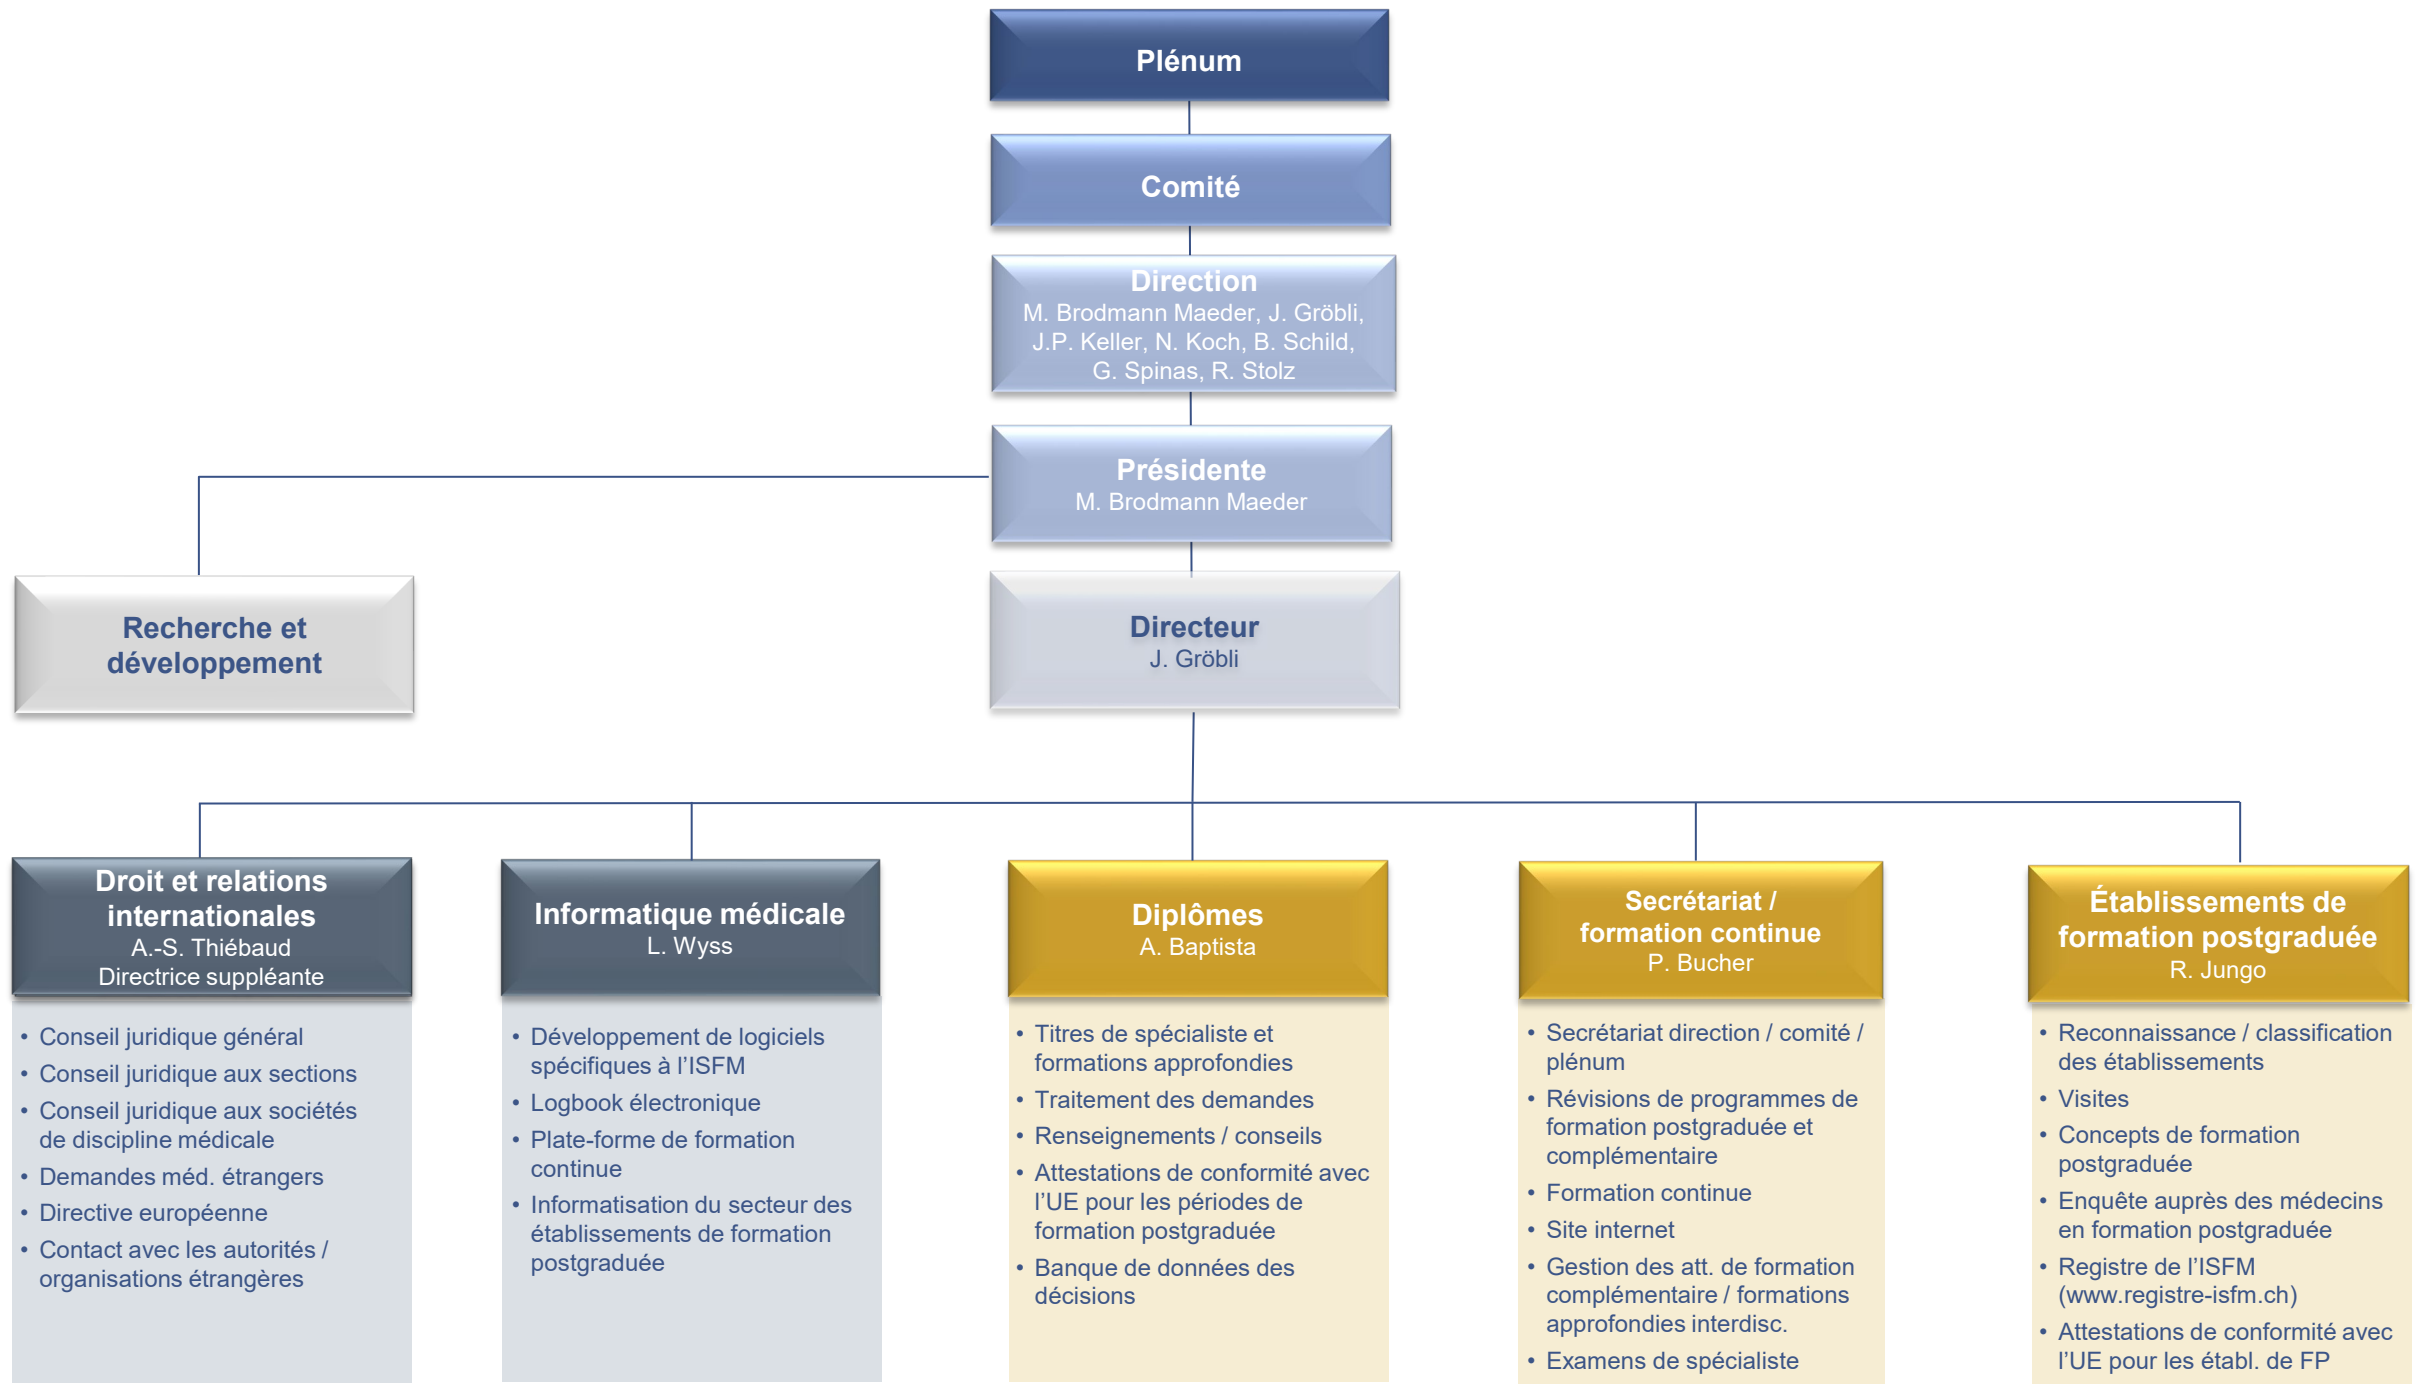 Plénum
Comité
Direction
M. Brodmann Maeder, J. Gröbli,
J.P. Keller, N. Koch, B. Schild,
G. Spinas, R. Stolz
Présidente
M. Brodmann Maeder
Recherche et
développement
Directeur
J. Gröbli
Droit et relations
internationales
A.-S. Thiébaud
Directrice suppléante
• Conseil juridique général
• Conseil juridique aux sections
• Conseil juridique aux sociétés
de discipline médicale
• Demandes méd. étrangers
• Directive européenne
• Contact avec les autorités /
organisations étrangères
Informatique médicale
L. Wyss
• Développement de logiciels
spécifiques à l’ISFM
• Logbook électronique
• Plate-forme de formation
continue
• Informatisation du secteur des
établissements de formation
postgraduée
Diplômes
A. Baptista
• Titres de spécialiste et
formations approfondies
• Traitement des demandes
• Renseignements / conseils
• Attestations de conformité avec
l’UE pour les périodes de
formation postgraduée
• Banque de données des
décisions
Secrétariat /
formation continue
P. Bucher
• Secrétariat direction / comité /
plénum
• Révisions de programmes de
formation postgraduée et
complémentaire
• Formation continue
• Site internet
• Gestion des att. de formation
complémentaire / formations
approfondies interdisc.
• Examens de spécialiste
Établissements de
formation postgraduée
R. Jungo
• Reconnaissance / classification
des établissements
• Visites
• Concepts de formation
postgraduée
• Enquête auprès des médecins
en formation postgraduée
• Registre de l’ISFM
(www.registre-isfm.ch)
• Attestations de conformité avec
l’UE pour les établ. de FP